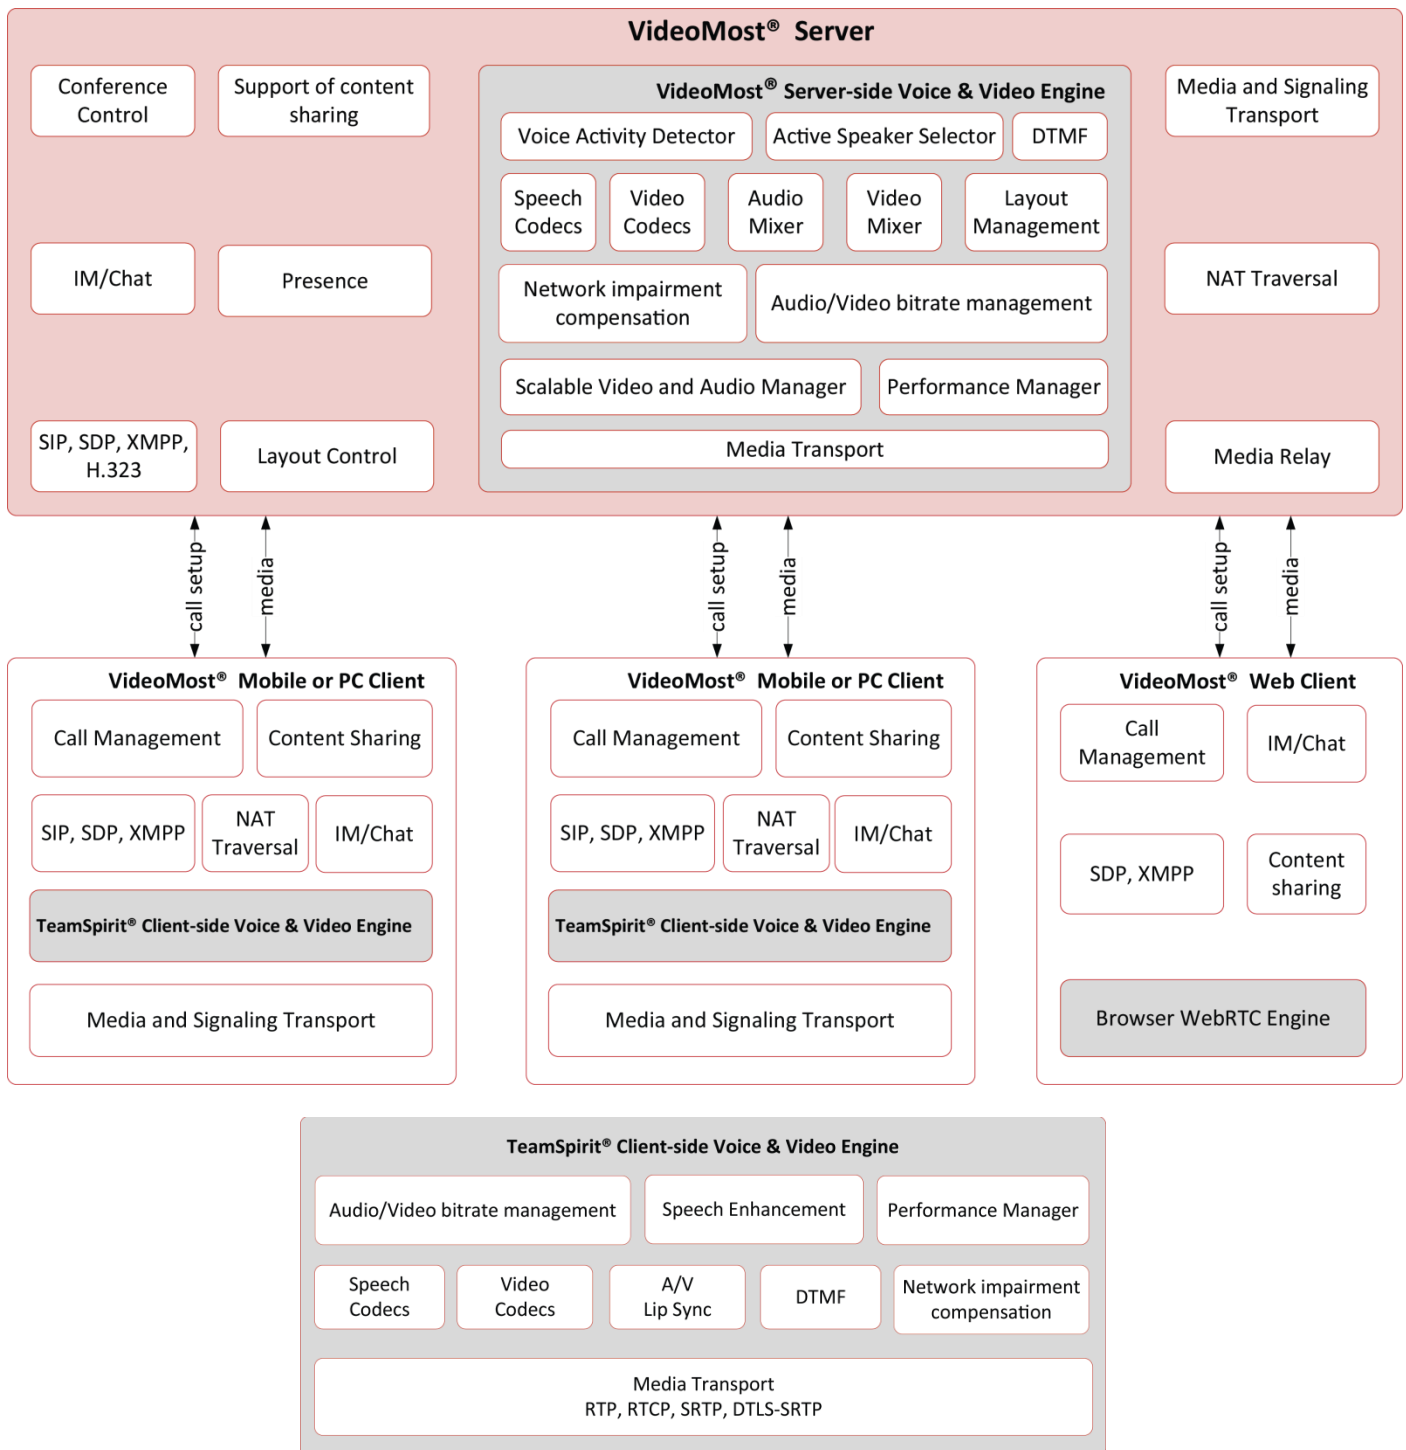 VideoMost® Server
Conference
Control
Support of content
sharing
IM/Chat
Presence
SIP, SDP, XMPP,
H.323
Layout Control
VideoMost® Server-side Voice & Video Engine
Voice Activity Detector
Active Speaker Selector
DTMF
Speech
Codecs
Video
Codecs
Audio
Mixer
Video
Mixer
Layout
Management
Network impairment
compensation
Audio/Video bitrate management
Scalable Video and Audio Manager
Performance Manager
Media Transport
Media and Signaling
Transport
NAT Traversal
Media Relay
call setup
media
call setup
media
call setup
media
VideoMost® Mobile or PC Client
Call Management
Content Sharing
SIP, SDP, XMPP
NAT
Traversal
IM/Chat
TeamSpirit® Client-side Voice & Video Engine
Media and Signaling Transport
VideoMost® Mobile or PC Client
Call Management
Content Sharing
SIP, SDP, XMPP
NAT
Traversal
IM/Chat
TeamSpirit® Client-side Voice & Video Engine
Media and Signaling Transport
VideoMost® Web Client
Call
Management
IM/Chat
SDP, XMPP
Content
sharing
Browser WebRTC Engine
TeamSpirit® Client-side Voice & Video Engine
Audio/Video bitrate management
Speech Enhancement
Performance Manager
Speech
Codecs
Video
Codecs
A/V
Lip Sync
DTMF
Network impairment
compensation
Media Transport
RTP, RTCP, SRTP, DTLS-SRTP